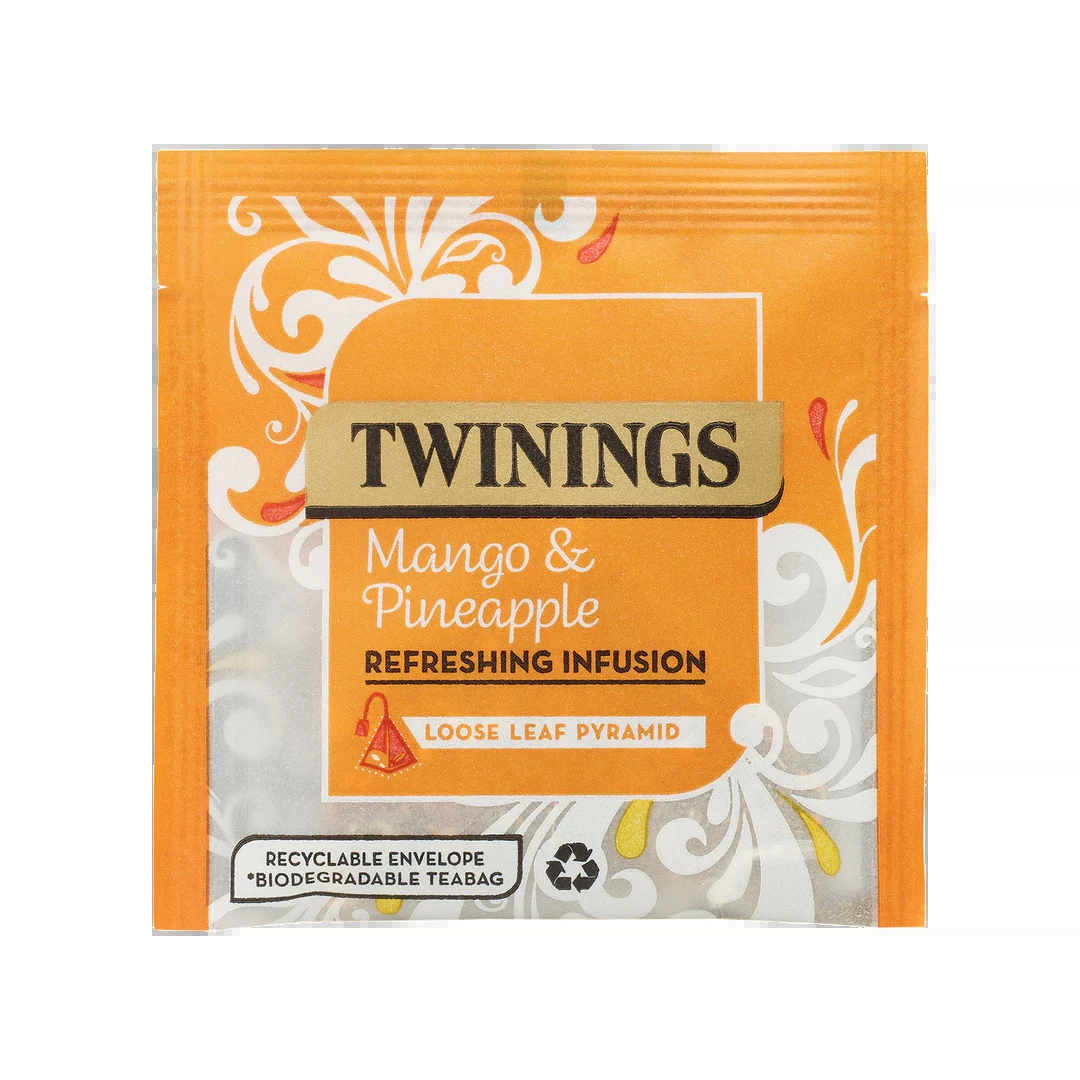 TWININGS
Mango &
Pineapple
REFRESHING INFUSION
LOOSE LEAF PYRAMID
RECYCLABLE ENVELOPE
*BIODEGRADABLE TEABAG